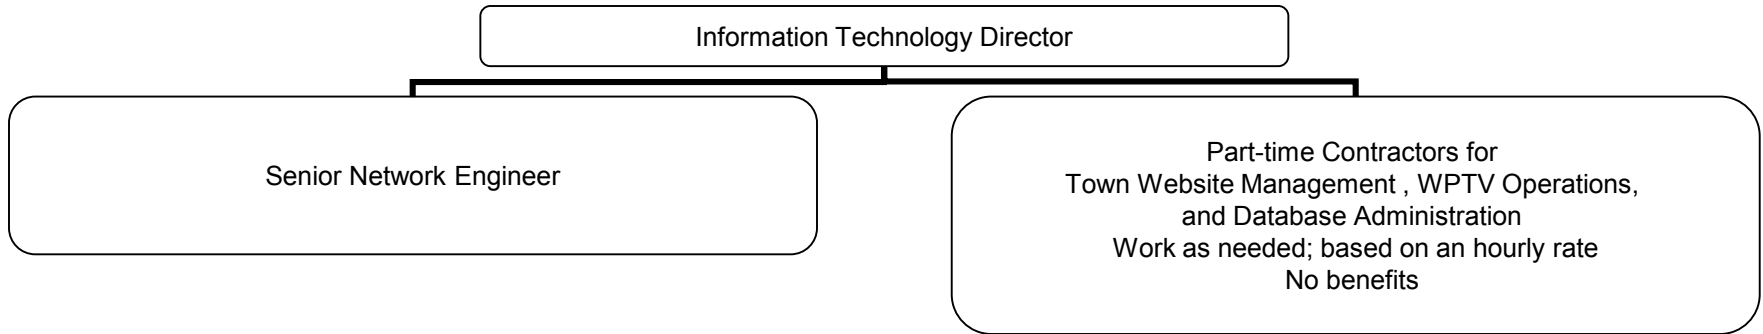 Information Technology Director
Senior Network Engineer
Part-time Contractors for
Town Website Management , WPTV Operations,
and Database Administration
Work as needed; based on an hourly rate
No benefits